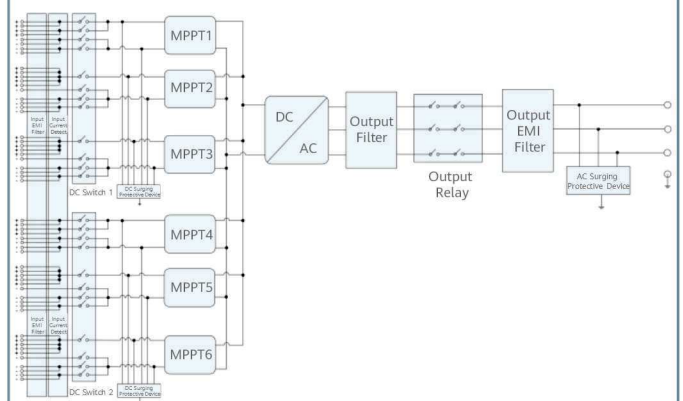 MPPT1
MPPT2
MPPT3
Input
EMI
Filter
Input
Current
Detect
DC Switch 1
DC Surging
Protective Device
MPPT4
MPPT5
MPPT6
Input
EMI
Filter
Input
Current
Detect
DC Switch 2
DC Surging
Protective Device
DC
AC
Output
Filter
Output
Relay
Output
EMI
Filter
AC Surging
Protective Device